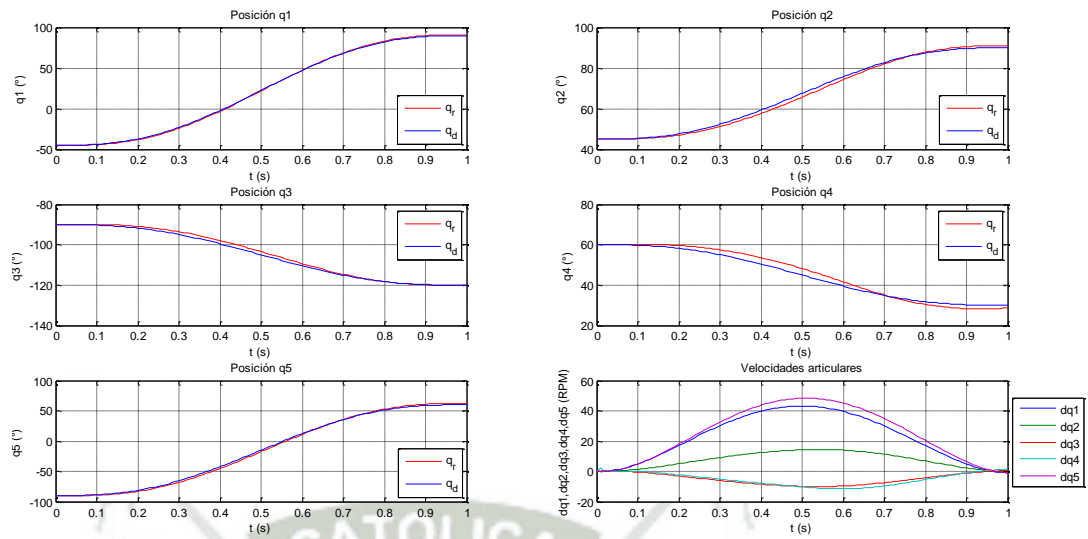 Posición q1
100
50
0
-50
q1 (°)
q_r
q_d
0 0.1 0.2 0.3 0.4 0.5 0.6 0.7 0.8 0.9 1
t (s)
Posición q2
100
80
60
40
q2 (°)
q_r
q_d
0 0.1 0.2 0.3 0.4 0.5 0.6 0.7 0.8 0.9 1
t (s)
Posición q3
-80
-100
-120
-140
q3 (°)
q_r
q_d
0 0.1 0.2 0.3 0.4 0.5 0.6 0.7 0.8 0.9 1
t (s)
Posición q4
80
60
40
20
q4 (°)
q_r
q_d
0 0.1 0.2 0.3 0.4 0.5 0.6 0.7 0.8 0.9 1
t (s)
Posición q5
100
50
0
-50
-100
q5 (°)
q_r
q_d
0 0.1 0.2 0.3 0.4 0.5 0.6 0.7 0.8 0.9 1
t (s)
Velocidades articulares
60
40
20
0
-20
dq1,dq2,dq3,dq4,dq5 (RPM)
dq1
dq2
dq3
dq4
dq5
0 0.1 0.2 0.3 0.4 0.5 0.6 0.7 0.8 0.9 1
t (s)
CATOLICA